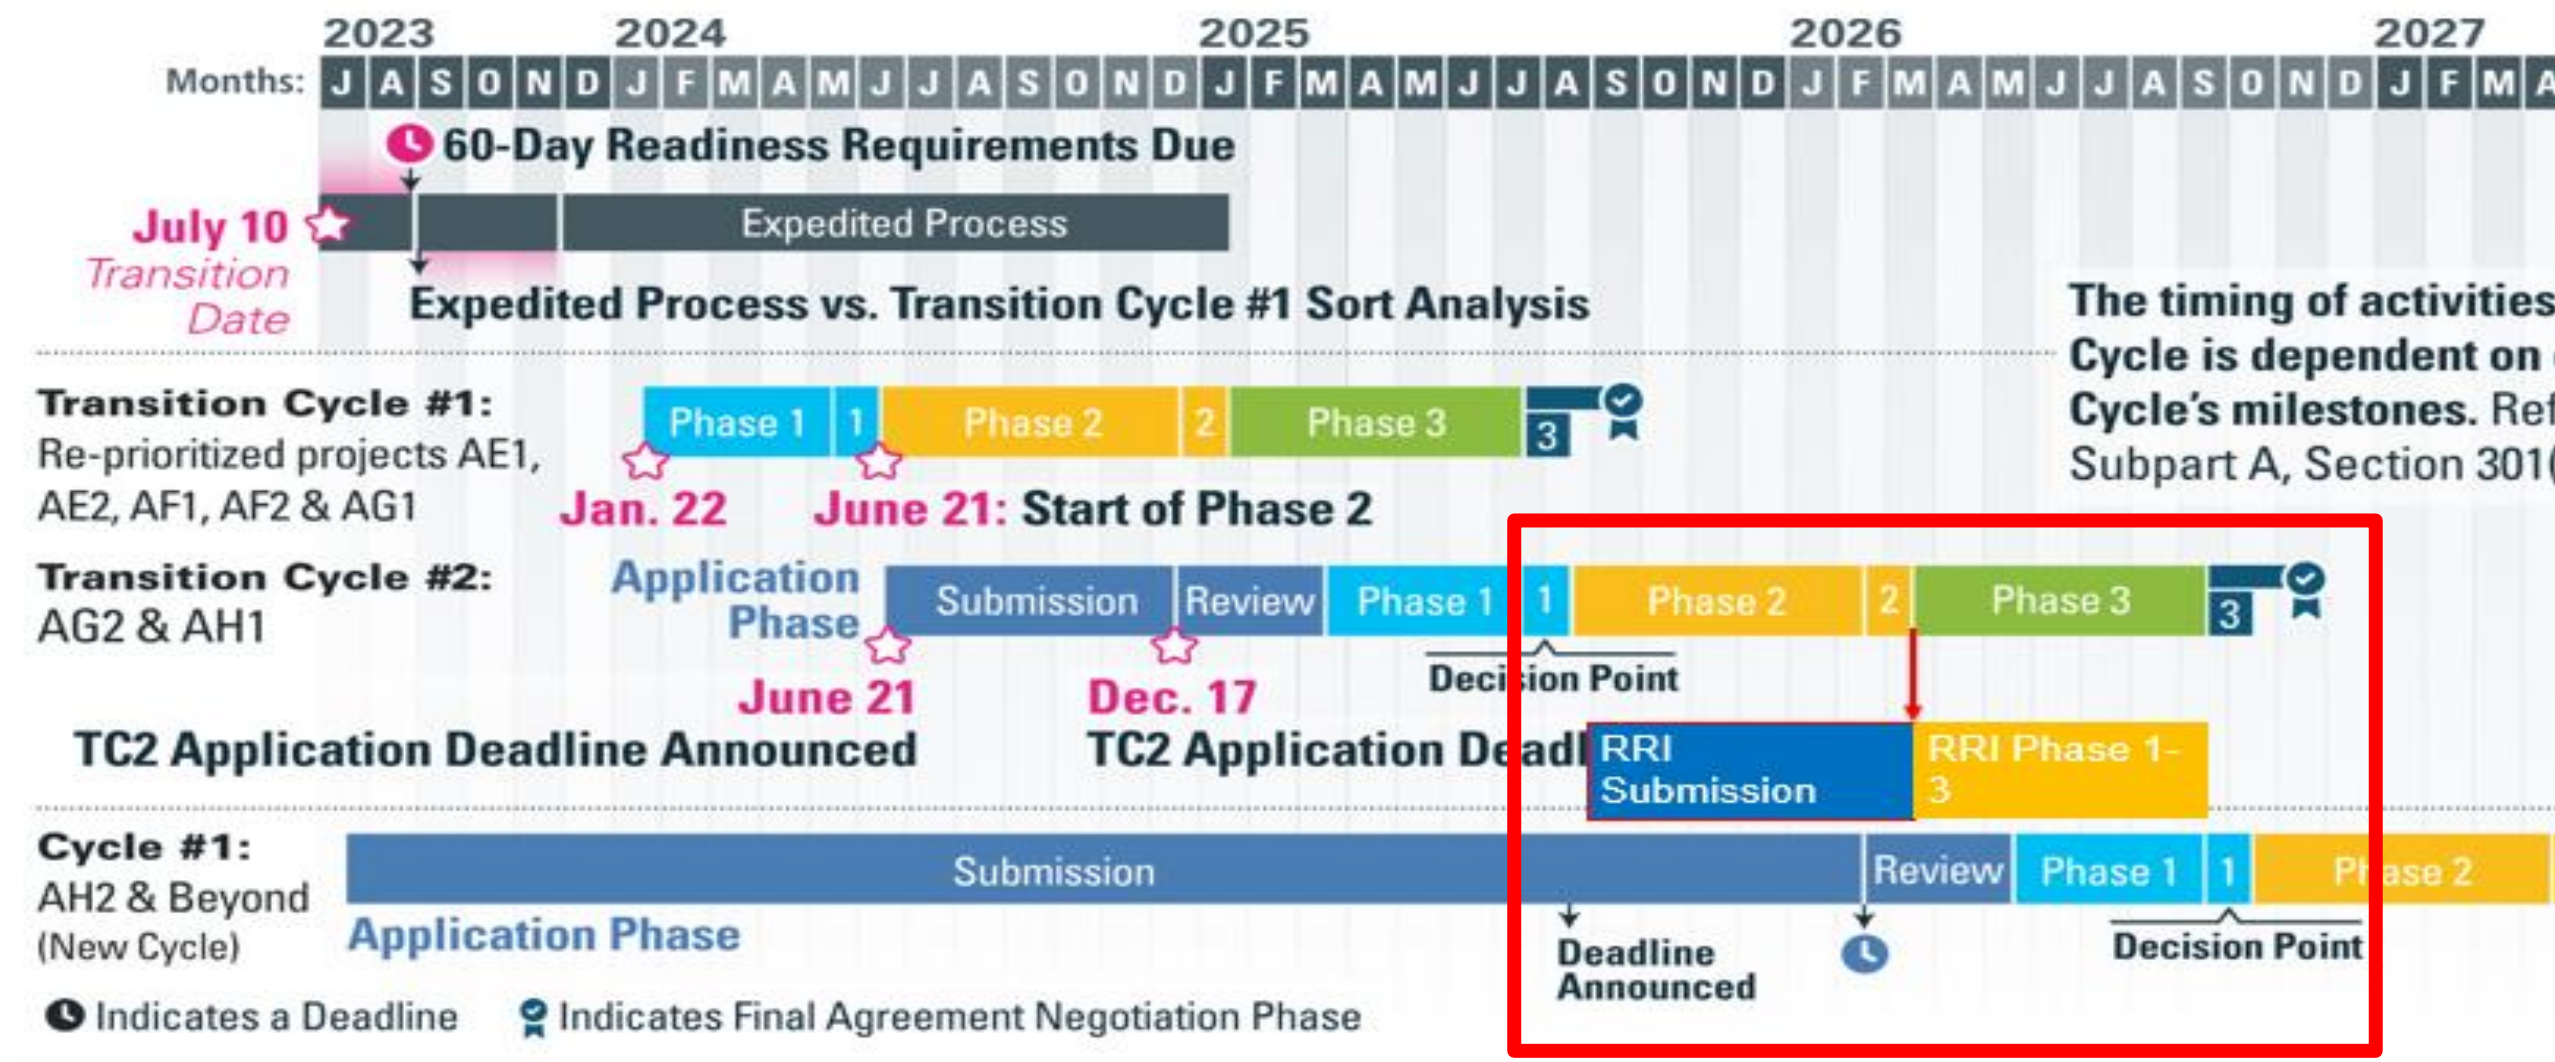 2023 2024 2025 2026 2027
Months: J A S O N D J F M A M J J A S O N D J F M A M J J A S O N D J F M A M J J A S O N D J F M A
60-Day Readiness Requirements Due
July 10
Transition
Date
Expedited Process
Expedited Process vs. Transition Cycle #1 Sort Analysis
The timing of activities
Cycle is dependent on
Cycle's milestones. Ref
Subpart A, Section 301(
Transition Cycle #1:
Re-prioritized projects AE1,
AE2, AF1, AF2 & AG1
Phase 1 1 Phase 2 2 Phase 3 3
Jan. 22 June 21: Start of Phase 2
Transition Cycle #2:
AG2 & AH1
Application
Phase
Submission Review Phase 1 1 Phase 2 2 Phase 3 3
Decision Point
June 21 Dec. 17
TC2 Application Deadline Announced TC2 Application Deadl
RRI
Submission
RRI Phase 1-
3
Cycle #1:
AH2 & Beyond
(New Cycle)
Submission Review Phase 1 1 Phase 2
Application Phase
Deadline
Announced
Decision Point
Indicates a Deadline Indicates Final Agreement Negotiation Phase